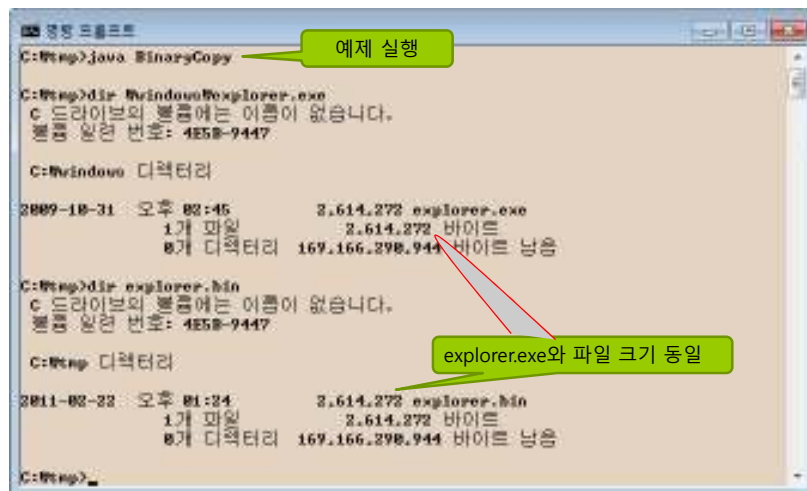 명령 프롬프트
C:\tmp>java BinaryCopy
예제 실행
C:\tmp>dir \windows\explorer.exe
C 드라이브의 볼륨에는 이름이 없습니다.
볼륨 일련 번호: 4E5B-9447
C:\windows 디렉터리
2009-10-31 오후 02:45 2,614,272 explorer.exe
1개 파일 2,614,272 바이트
0개 디렉터리 169,166,290,944 바이트 남음
C:\tmp>dir explorer.bin
C 드라이브의 볼륨에는 이름이 없습니다.
볼륨 일련 번호: 4E5B-9447
explorer.exe와 파일 크기 동일
C:\tmp 디렉터리
2011-02-22 오후 01:24 2,614,272 explorer.bin
1개 파일 2,614,272 바이트
0개 디렉터리 169,166,290,944 바이트 남음
C:\tmp>_